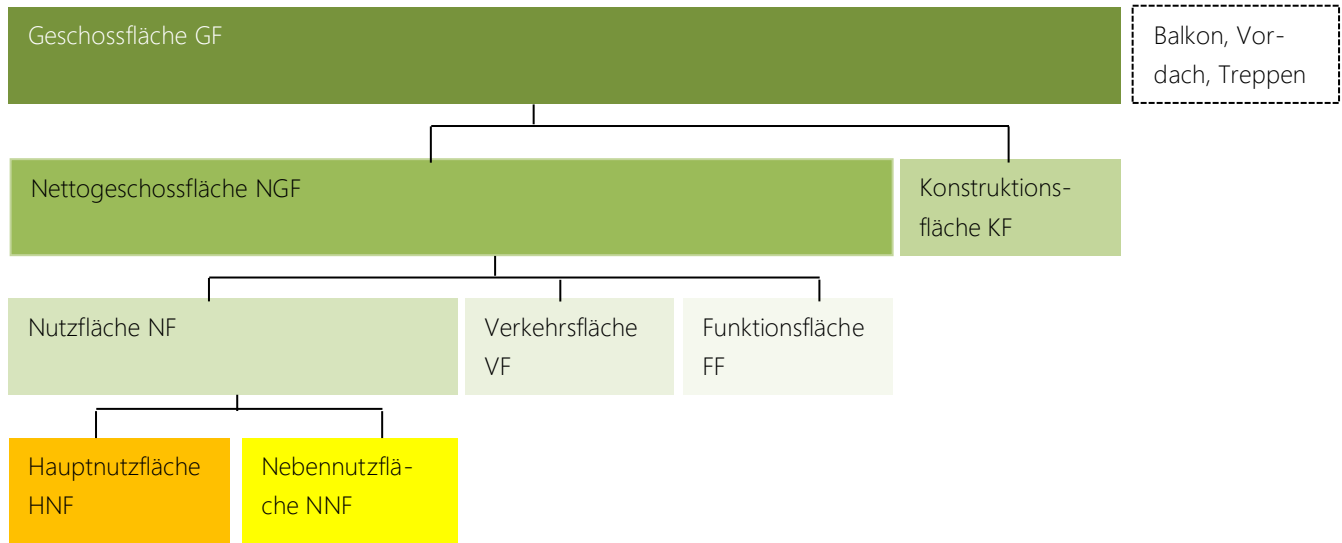 Geschossfläche GF
Balkon, Vor-
dach, Treppen
Nettogeschossfläche NGF
Konstruktions-
fläche KF
Nutzfläche NF
Verkehrsfläche
VF
Funktionsfläche
FF
Hauptnutzfläche
HNF
Nebennutzflä-
che NNF